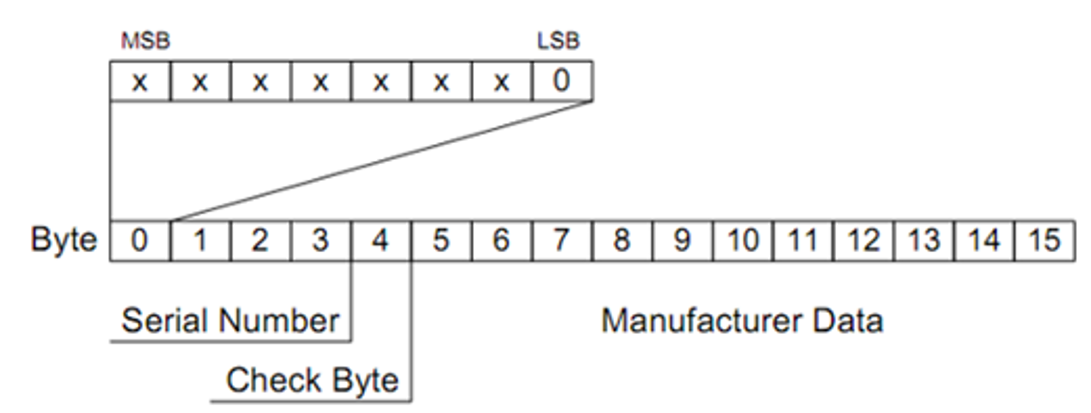 MSB LSB
x x x x x x x 0
Byte 0 1 2 3 4 5 6 7 8 9 10 11 12 13 14 15
Serial Number Manufacturer Data
Check Byte